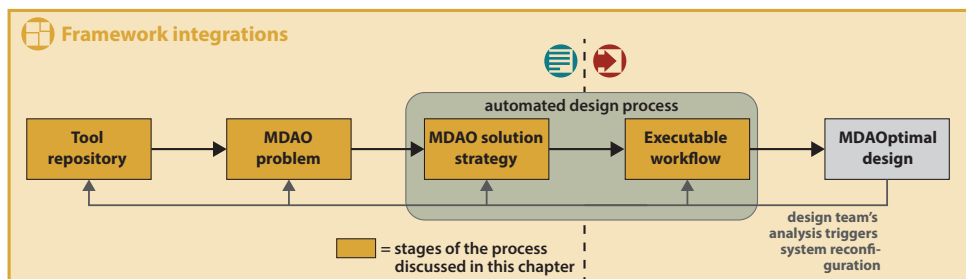 Framework integrations
automated design process
Tool
repository
MDAO
problem
MDAO solution
strategy
Executable
workflow
MDAOptimal
design
= stages of the process
discussed in this chapter
design team's
analysis triggers
system reconfi-
guration